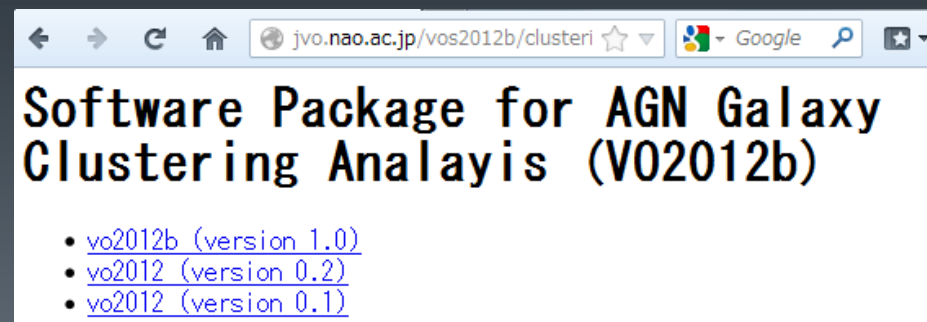 jvo.nao.ac.jp/vos2012b/clusteri
Google
Software Package for AGN Galaxy
Clustering Analayis (VO2012b)
vo2012b (version 1.0)
vo2012 (version 0.2)
vo2012 (version 0.1)